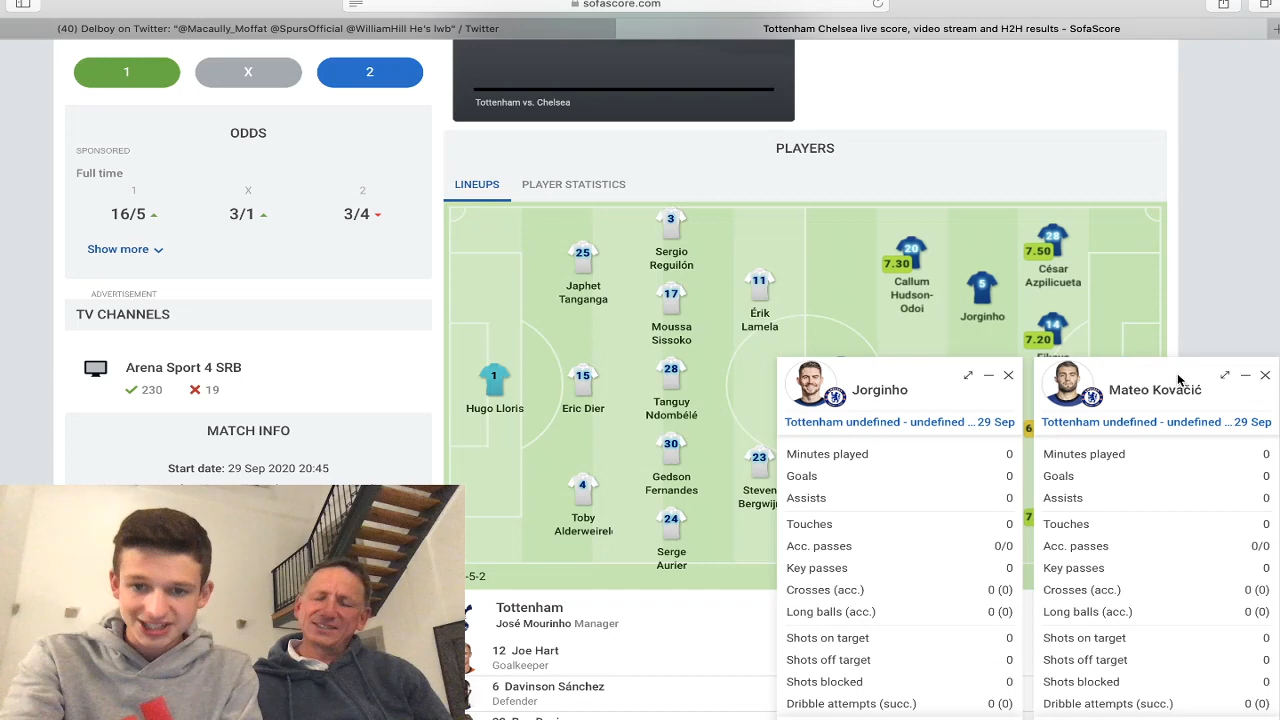 sofascore.com
(40) Delboy on Twitter: "@Macaully_Moffat @SpursOfficial @WilliamHill He's lwb" / Twitter
Tottenham Chelsea live score, video stream and H2H results - SofaScore
1 X 2
Tottenham vs. Chelsea
ODDS
SPONSORED
Full time
1 X 2
16/5 3/1 3/4
Show more
ADVERTISEMENT
TV CHANNELS
Arena Sport 4 SRB
230 19
MATCH INFO
Start date: 29 Sep 2020 20:45
PLAYERS
LINEUPS PLAYER STATISTICS
1
Hugo Lloris
25
Japhet
Tanganga
15
Eric Dier
4
Toby
Alderweirel
3
Sergio
Reguilón
17
Moussa
Sissoko
28
Tanguy
Ndombélé
30
Gedson
Fernandes
24
Serge
Aurier
11
Érik
Lamela
23
Steven
Bergwij
20
7.30
Callum
Hudson-
Odoi
5
Jorginho
28
7.50
César
Azpilicueta
14
7.20
6
7
-5-2
Tottenham
José Mourinho Manager
12 Joe Hart
Goalkeeper
6 Davinson Sánchez
Defender
Jorginho
Tottenham undefined - undefined ... 29 Sep
Minutes played 0
Goals 0
Assists 0
Touches 0
Acc. passes 0/0
Key passes 0
Crosses (acc.) 0 (0)
Long balls (acc.) 0 (0)
Shots on target 0
Shots off target 0
Shots blocked 0
Dribble attempts (succ.) 0 (0)
Mateo Kovačić
Tottenham undefined - undefined ... 29 Sep
Minutes played 0
Goals 0
Assists 0
Touches 0
Acc. passes 0/0
Key passes 0
Crosses (acc.) 0 (0)
Long balls (acc.) 0 (0)
Shots on target 0
Shots off target 0
Shots blocked 0
Dribble attempts (succ.) 0 (0)